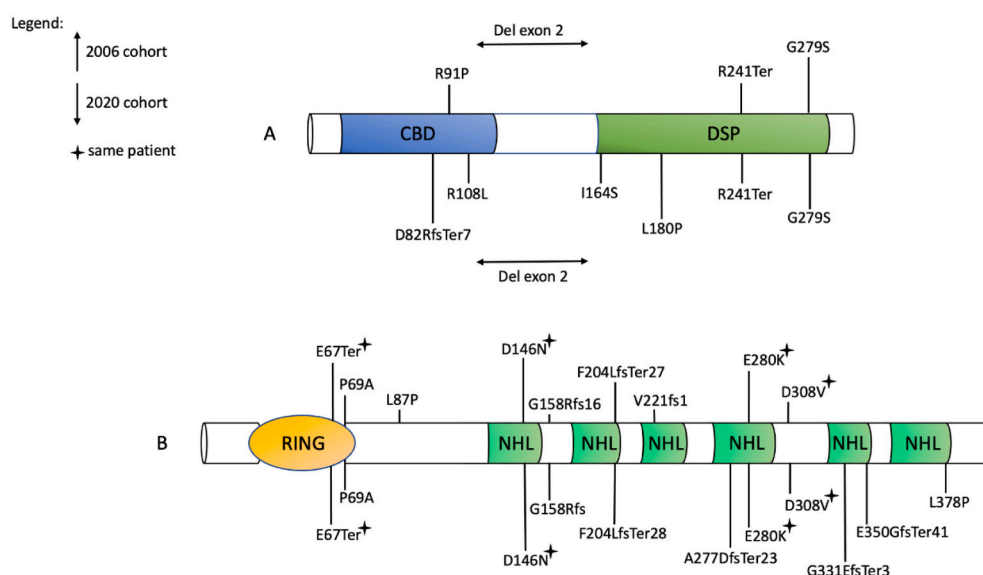 Legend:
2006 cohort
2020 cohort
same patient
Del exon 2
G279S
R241Ter
R91P
A
CBD
DSP
R108L
I164S
R241Ter
G279S
D82RfsTer7
L180P
Del exon 2
E67Ter
D146N
E280K
P69A
F204LfsTer27
D308V
L87P
G158Rfs16
V221fs1
B
RING
NHL
NHL
NHL
NHL
NHL
NHL
P69A
G158Rfs
D308V
L378P
E67Ter
F204LfsTer28
E280K
E350GfsTer41
D146N
A277DfsTer23
G331EfsTer3